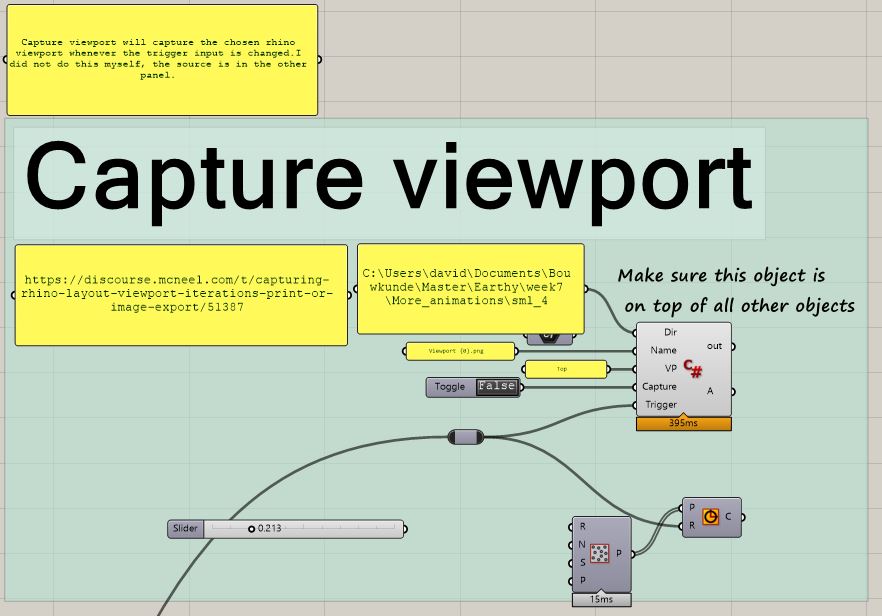 Capture viewport will capture the chosen rhino
viewport whenever the trigger input is changed.I
did not do this myself, the source is in the other
panel.
Capture viewport
https://discourse.mcneel.com/t/capturing-
rhino-layout-viewport-iterations-print-or-
image-export/51387
C:\Users\david\Documents\Bou
wkunde\Master\Earthy\week7
\More_animations\sml_4
Make sure this object is
on top of all other objects
Dir
Name
VP
Capture
Trigger
C#
out
A
395ms
Viewport {0}.png
Top
Toggle False
Slider 0.213
R
N
S
P
P
15ms
P
R
C